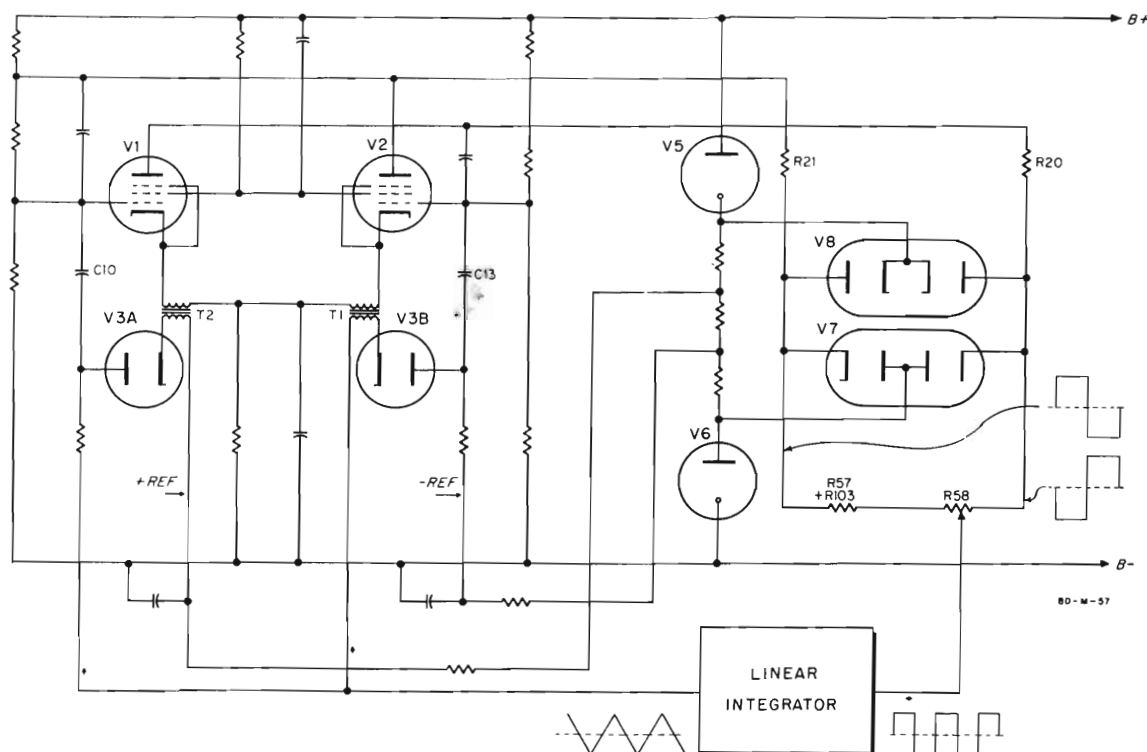 B+
V1
V2
V5
R21
R20
V8
C10
C13
T2
T1
V3A
V3B
V7
V6
+REF
-REF
R57
+R103
R58
B-
BD-M-57
LINEAR
INTEGRATOR